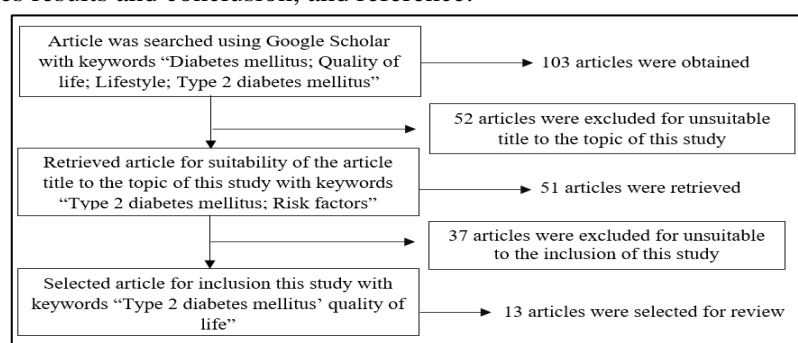 es results and conclusion, and reference.
Article was searched using Google Scholar
with keywords “Diabetes mellitus; Quality of
life; Lifestyle; Type 2 diabetes mellitus”
103 articles were obtained
52 articles were excluded for unsuitable
title to the topic of this study
Retrieved article for suitability of the article
title to the topic of this study with keywords
“Type 2 diabetes mellitus; Risk factors”
51 articles were retrieved
37 articles were excluded for unsuitable
to the inclusion of this study
Selected article for inclusion this study with
keywords “Type 2 diabetes mellitus’ quality of
life”
13 articles were selected for review